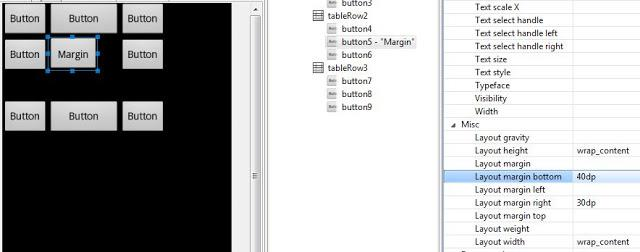 Button Button Button
Button Margin Button
Button Button Button
button3
tableRow2
button4
button5 - "Margin"
button6
tableRow3
button7
button8
button9
Text scale X
Text select handle
Text select handle left
Text select handle right
Text size
Text style
Typeface
Visibility
Width
Misc
Layout gravity
Layout height wrap_content
Layout margin
Layout margin bottom 40dp
Layout margin left
Layout margin right 30dp
Layout margin top
Layout weight
Layout width wrap_content